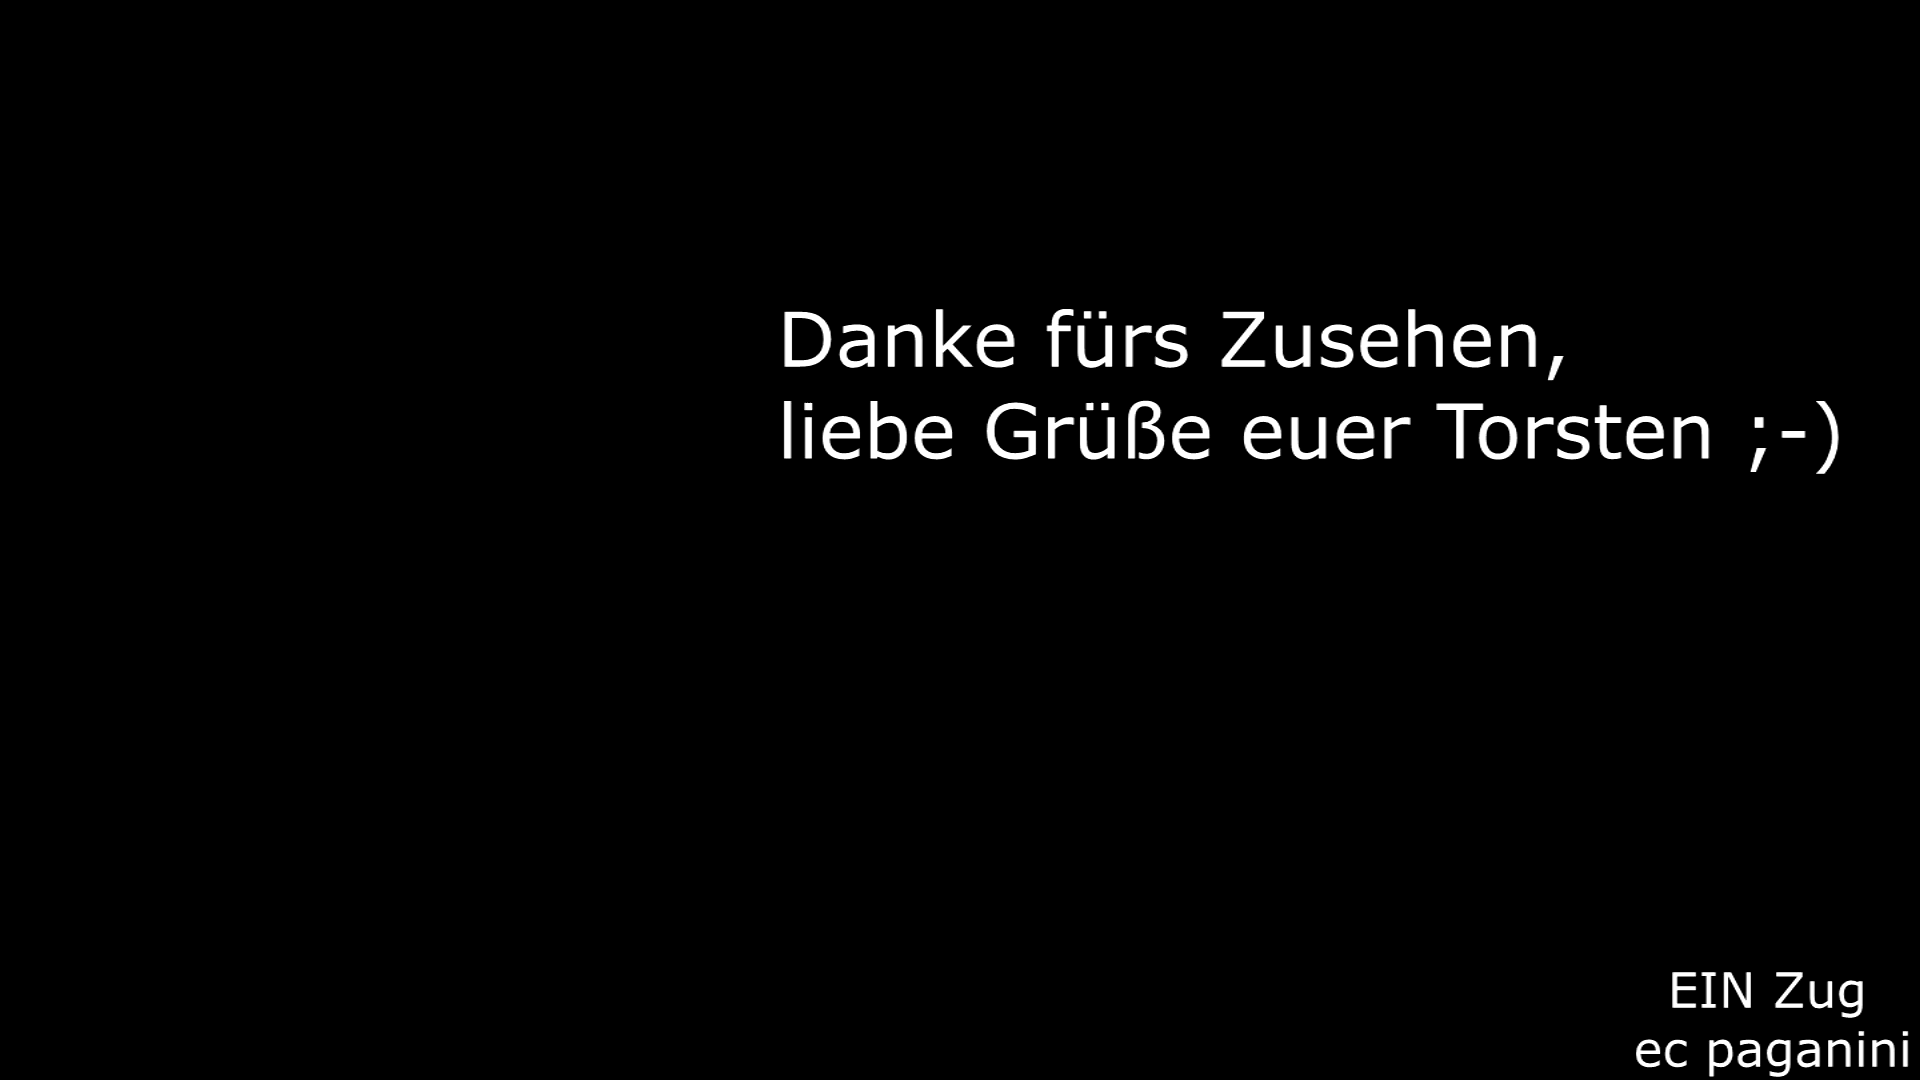 Danke fürs Zusehen,
liebe Grüße euer Torsten ;-)
EIN Zug
ec paganini